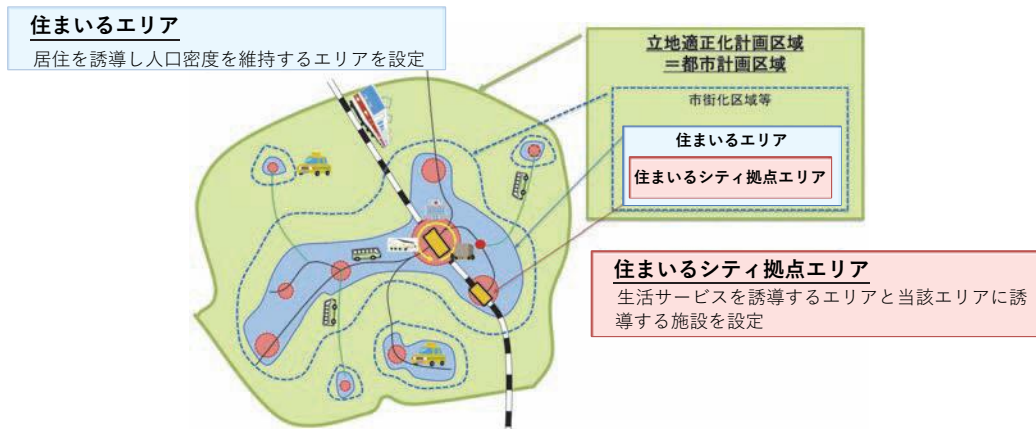 住まいるエリア
居住を誘導し人口密度を維持するエリアを設定
立地適正化計画区域
＝都市計画区域
市街化区域等
住まいるエリア
住まいるシティ拠点エリア
住まいるシティ拠点エリア
生活サービスを誘導するエリアと当該エリアに誘
導する施設を設定